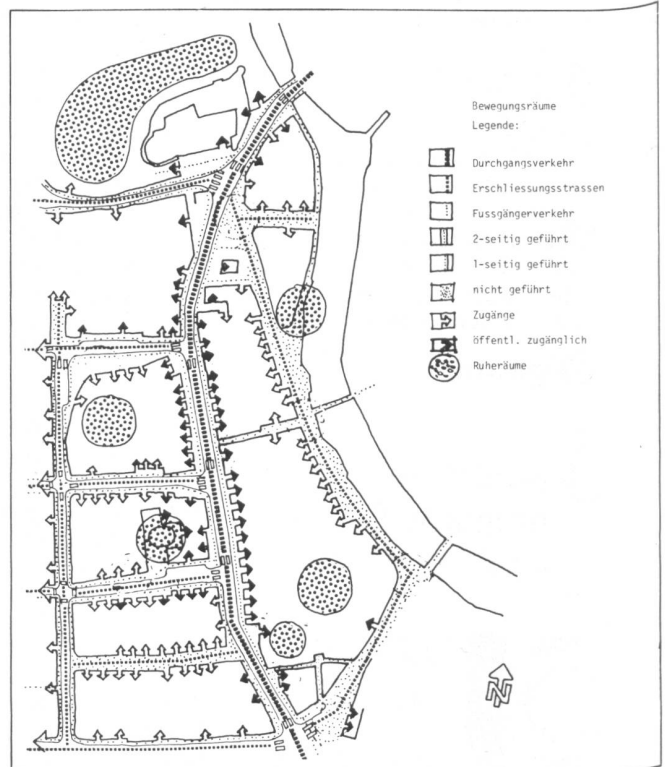 Bewegungsräume
Legende:
Durchgangsverkehr
Erschliessungsstrassen
Fussgängerverkehr
2-seitig geführt
1-seitig geführt
nicht geführt
Zugänge
öffentl. zugänglich
Ruheräume
N